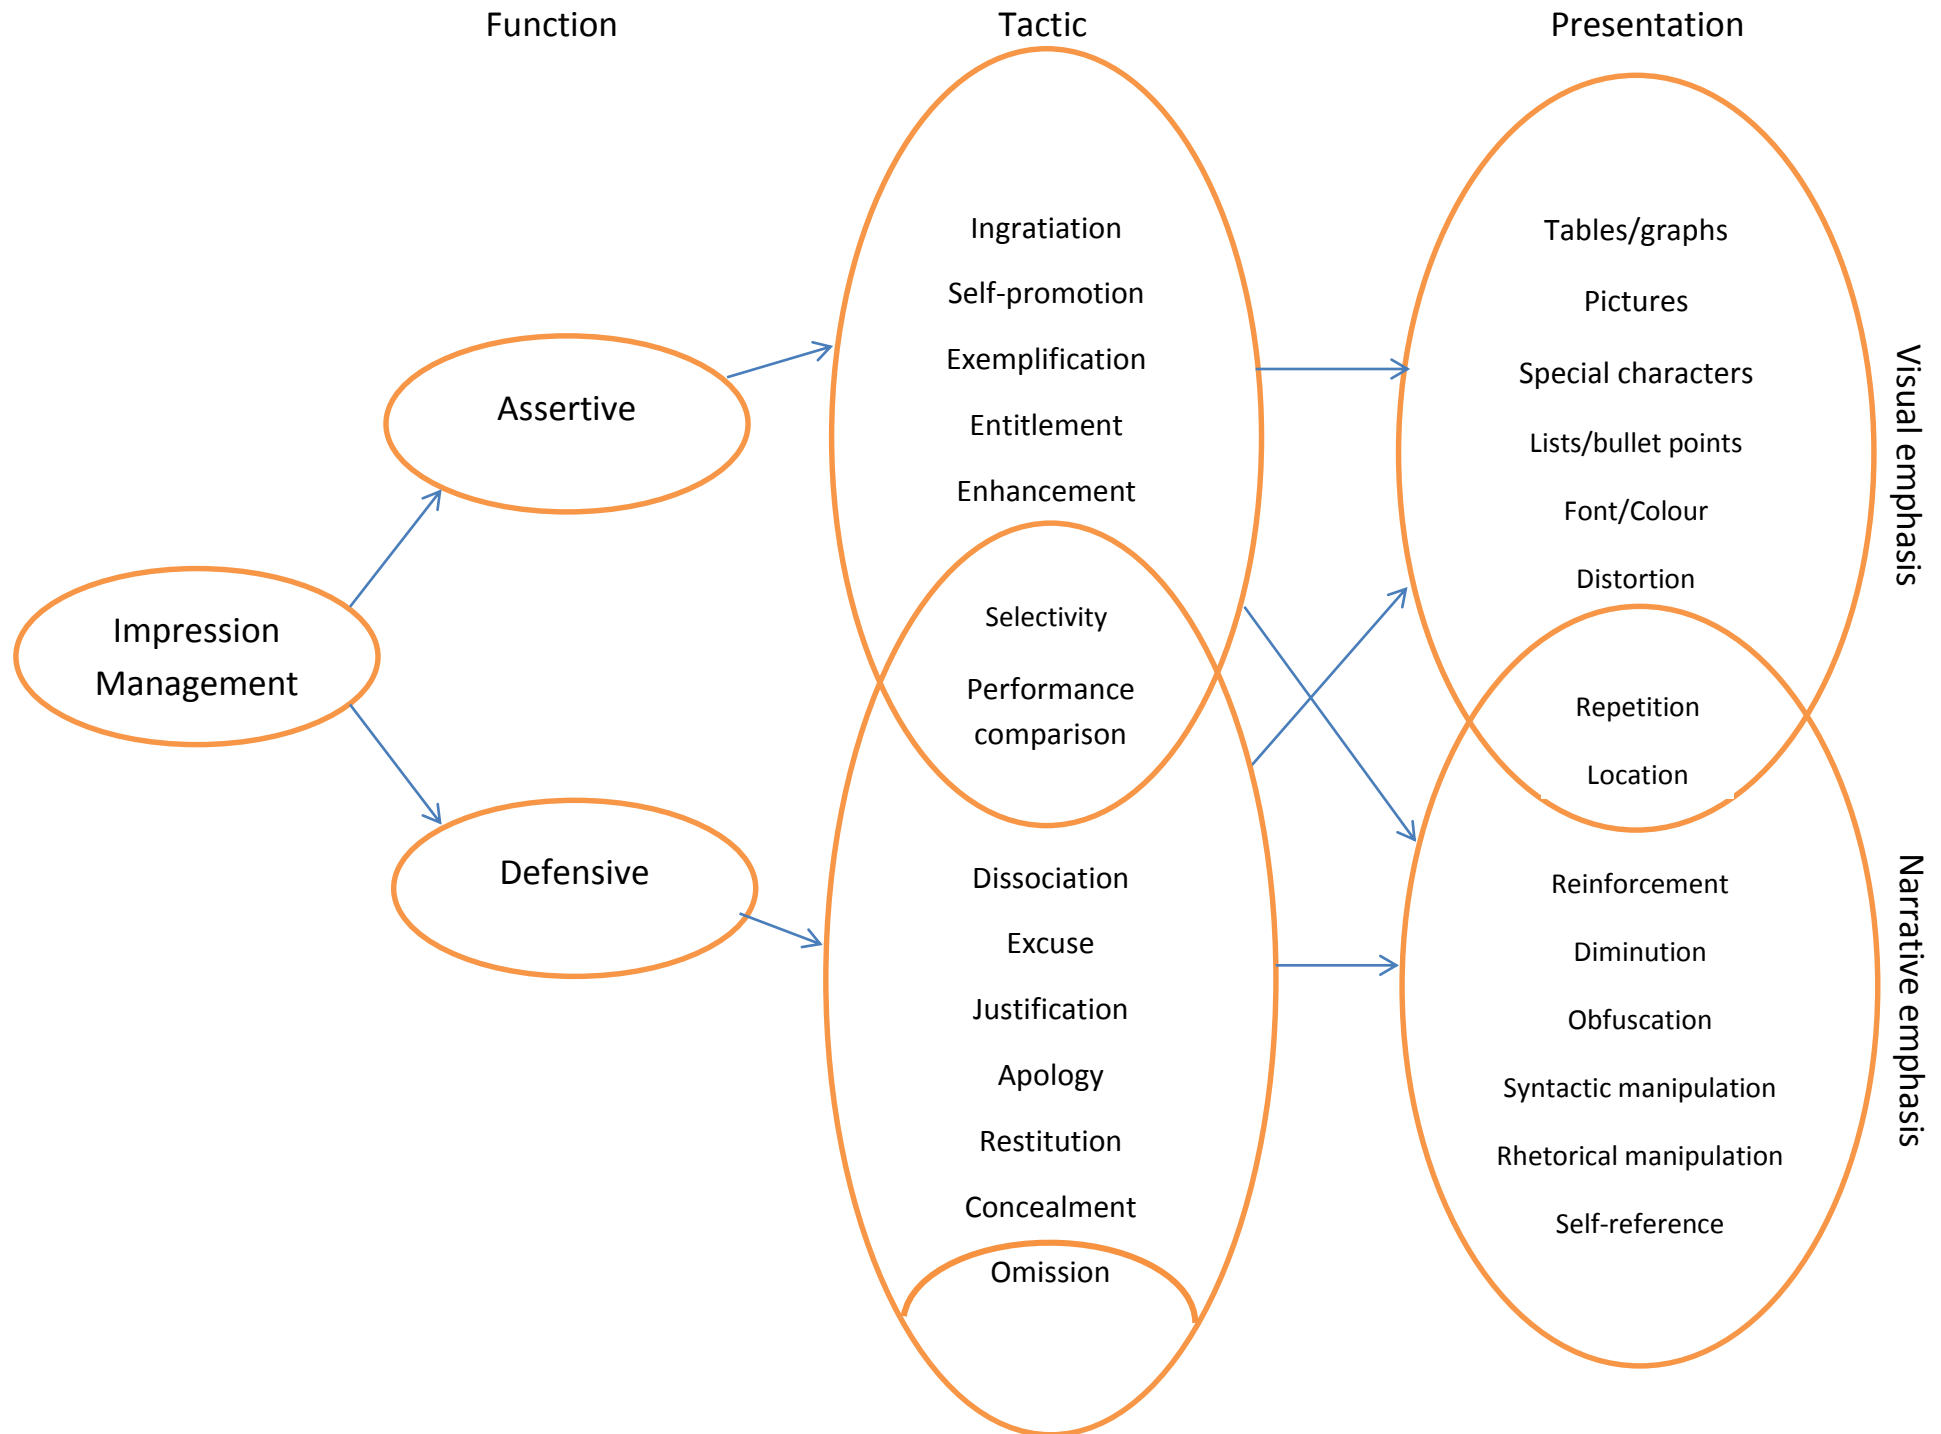 Function
Tactic
Presentation
Impression
Management
Assertive
Defensive
Ingratiation
Self-promotion
Exemplification
Entitlement
Enhancement
Selectivity
Performance
comparison
Dissociation
Excuse
Justification
Apology
Restitution
Concealment
Omission
Tables/graphs
Pictures
Special characters
Lists/bullet points
Font/Colour
Distortion
Repetition
Location
Reinforcement
Diminution
Obfuscation
Syntactic manipulation
Rhetorical manipulation
Self-reference
Visual emphasis
Narrative emphasis